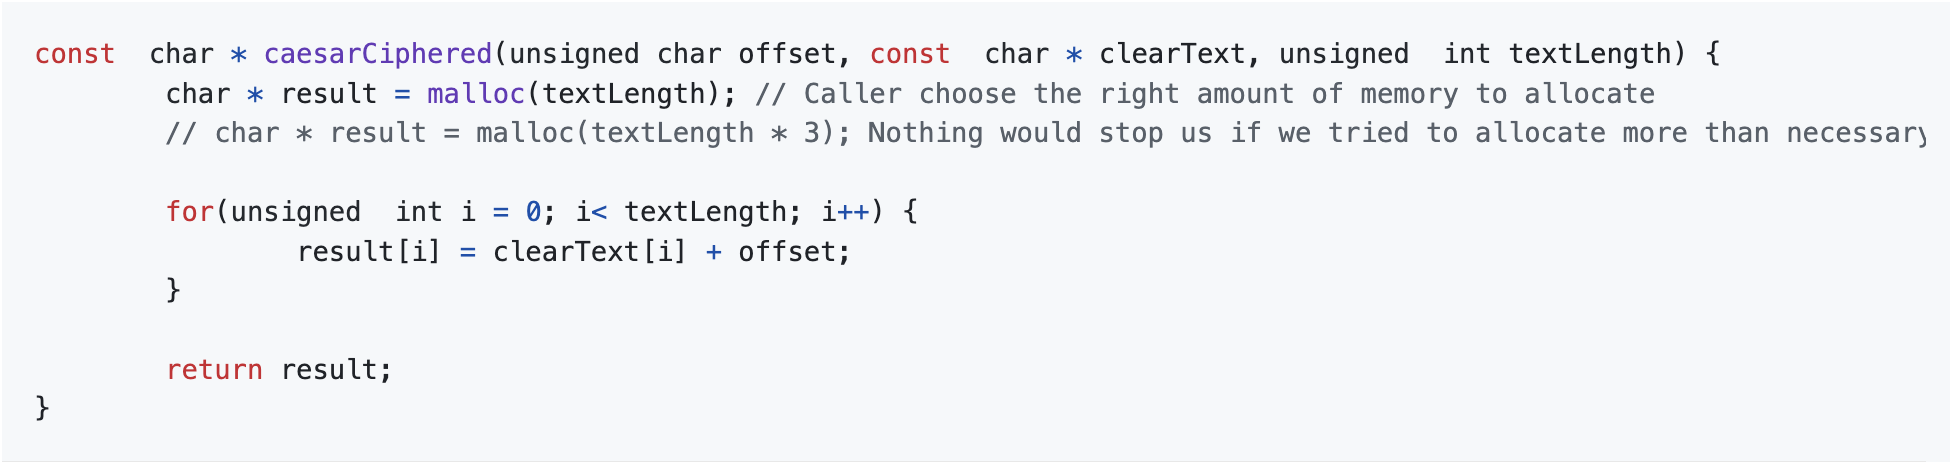 const  char * caesarCiphered(unsigned char offset, const  char * clearText, unsigned  int textLength) {
        char * result = malloc(textLength); // Caller choose the right amount of memory to allocate
        // char * result = malloc(textLength * 3); Nothing would stop us if we tried to allocate more than necessary
        for(unsigned  int i = 0; i< textLength; i++) {
                result[i] = clearText[i] + offset;
        }
        return result;
}